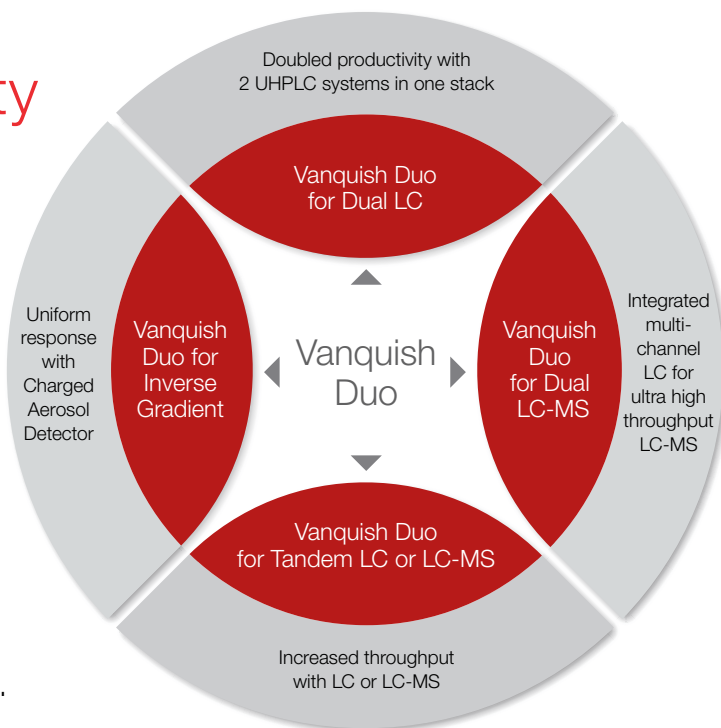 ty
Doubled productivity with
2 UHPLC systems in one stack
Vanquish Duo
for Dual LC
Uniform
response
with
Charged
Aerosol
Detector
Vanquish
Duo for
Inverse
Gradient
Vanquish
Duo
Vanquish
Duo
for Dual
LC-MS
Integrated
multi-
channel
LC for
ultra high
throughput
LC-MS
Vanquish Duo
for Tandem LC or LC-MS
Increased throughput
with LC or LC-MS